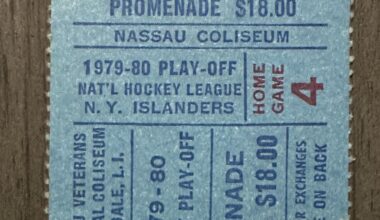 PROMENADE $18.00
NASSAU COLISEUM
1979-80 PLAY-OFF
NAT'L HOCKEY LEAGUE
N.Y. ISLANDERS
HOME
GAME
4
VETERANS
COLISEUM
DALE, L.I.
79-80
PLAY-OFF
NADE
$18.00
EXCHANGES
ON BACK